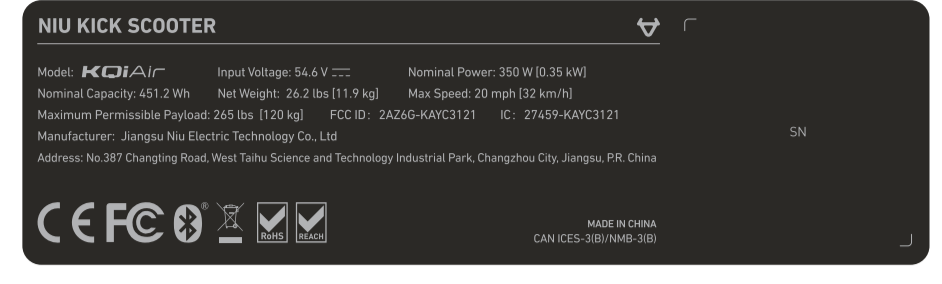 NIU KICK SCOOTER
Model: KQiAir Input Voltage: 54.6 V Nominal Power: 350 W [0.35 kW]
Nominal Capacity: 451.2 Wh Net Weight: 26.2 lbs [11.9 kg] Max Speed: 20 mph [32 km/h]
Maximum Permissible Payload: 265 lbs [120 kg] FCC ID: 2AZ6G-KAYC3121 IC: 27459-KAYC3121
Manufacturer: Jiangsu Niu Electric Technology Co., Ltd
Address: No.387 Changting Road, West Taihu Science and Technology Industrial Park, Changzhou City, Jiangsu, P.R. China
SN
CE FC ® RoHS REACH
MADE IN CHINA
CAN ICES-3(B)/NMB-3(B)